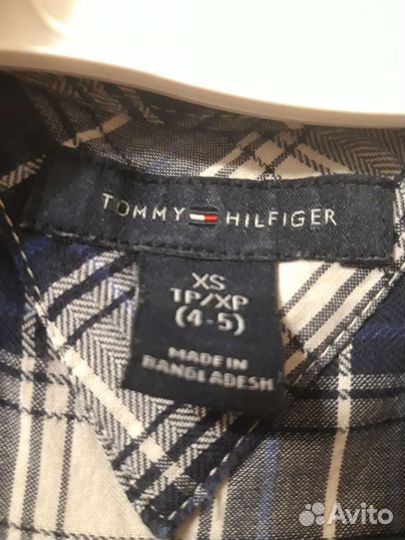 TOMMY HILFIGER
XS
TP/XP
(4-5)
MADE IN
BANGLADESH
Avito